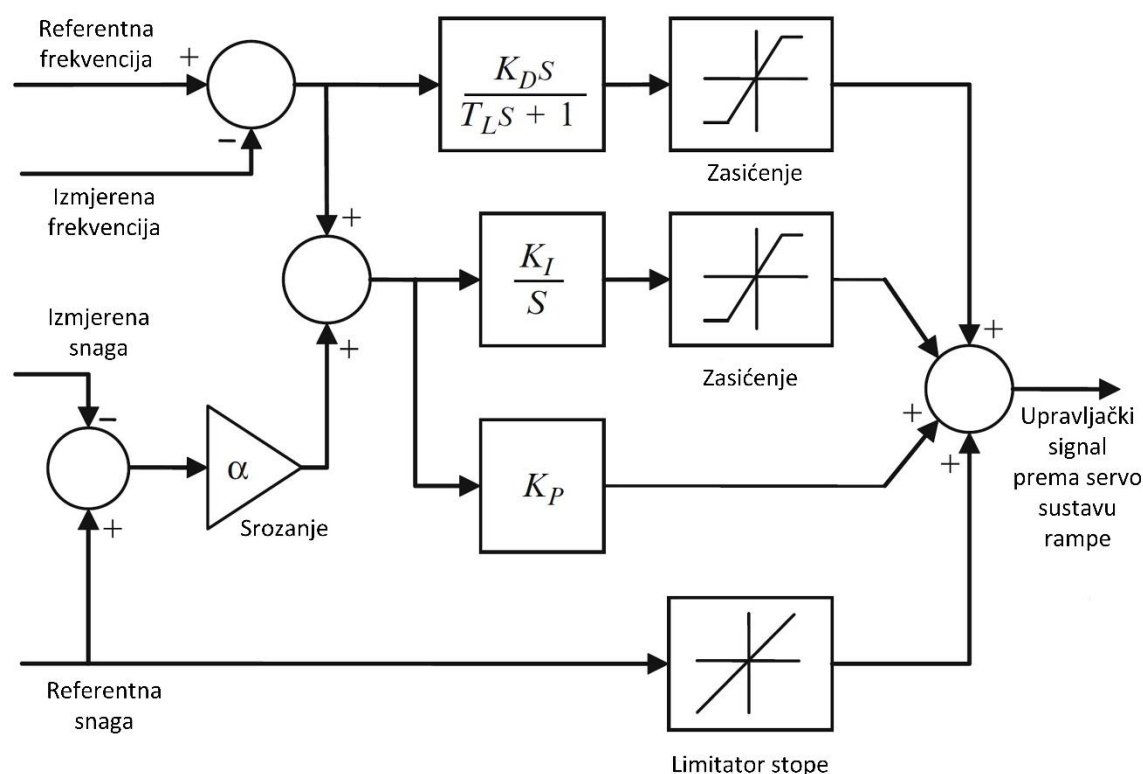 Referentna
frekvencija
+
−
Izmjerena
frekvencija
K_D s
T_L s + 1
Zasićenje
+
+
K_I
S
Zasićenje
Izmjerena
snaga
−
+
α
Srozanje
K_P
+
+
+
Upravljački
signal
prema servo
sustavu
rampe
Referentna
snaga
Limitator stope